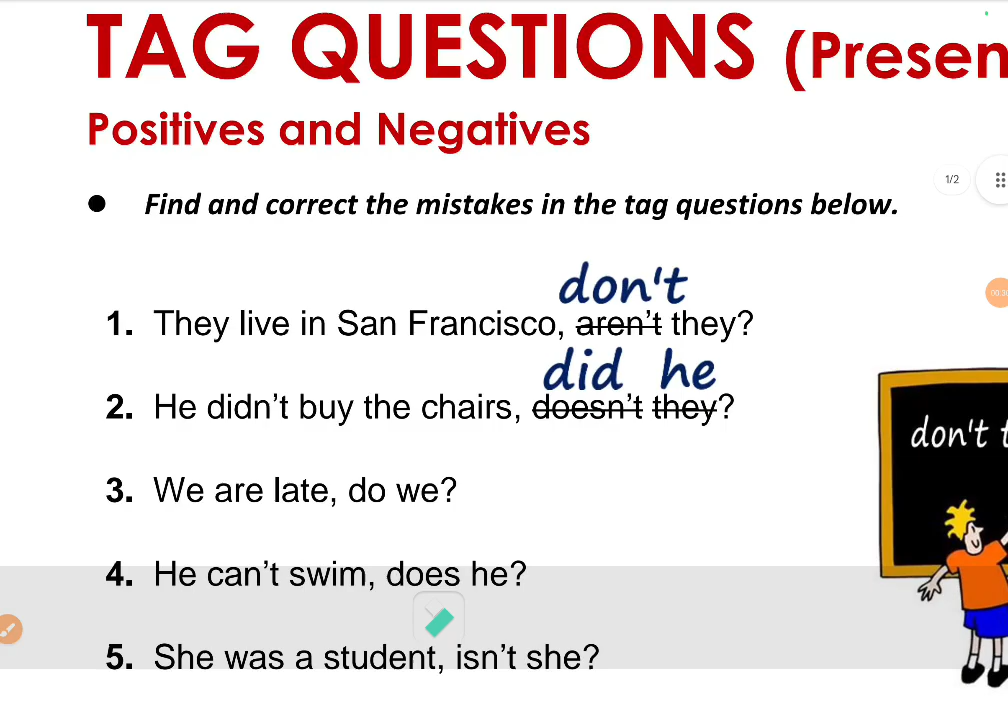 TAG QUESTIONS (Presen
Positives and Negatives
1/2
● Find and correct the mistakes in the tag questions below.
don't
1. They live in San Francisco, aren't they?
did he
2. He didn't buy the chairs, doesn't they?
don't t
3. We are late, do we?
4. He can't swim, does he?
5. She was a student, isn't she?